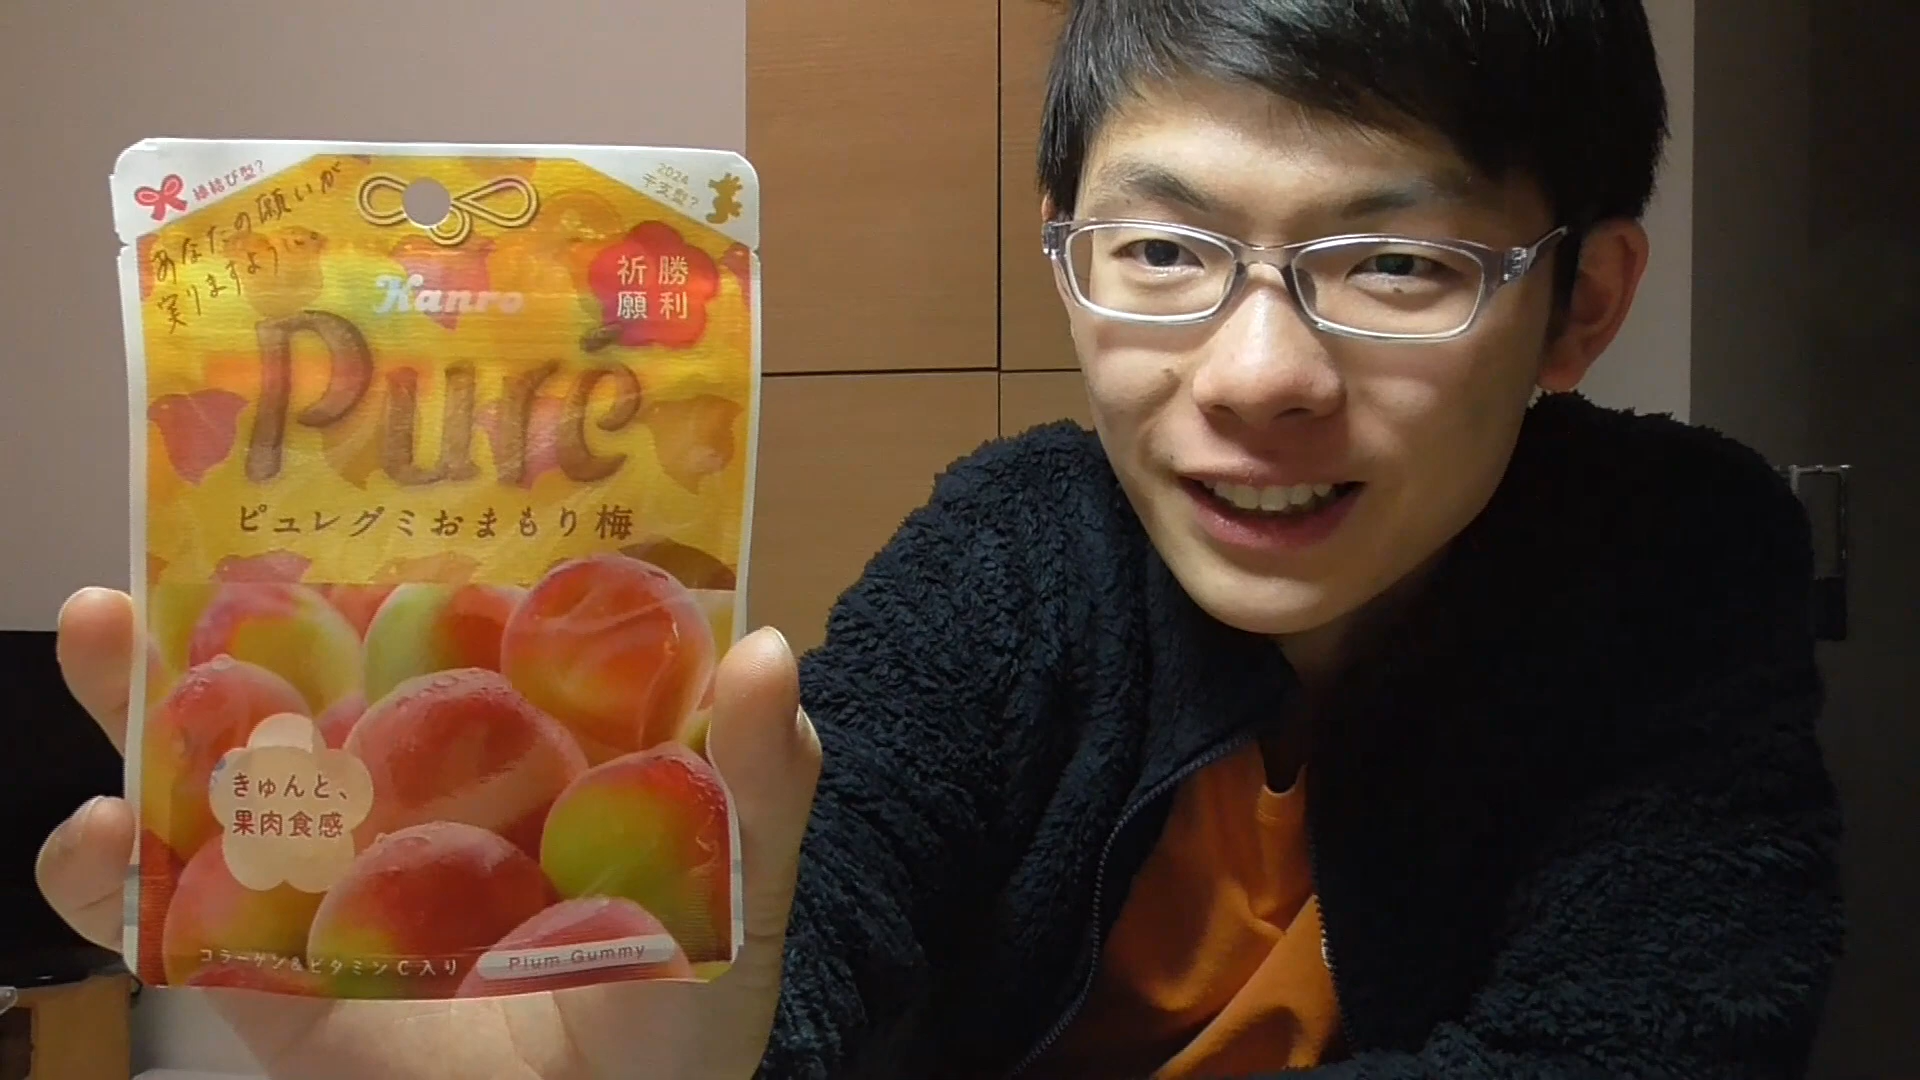 縁結び型?
2024
干支型?
あなたの願いが
実りますように。
Kanro
勝利
祈願
Puré
ピュレグミおまもり梅
きゅんと、
果肉食感
コラーゲン&ビタミンC入り
Plum Gummy